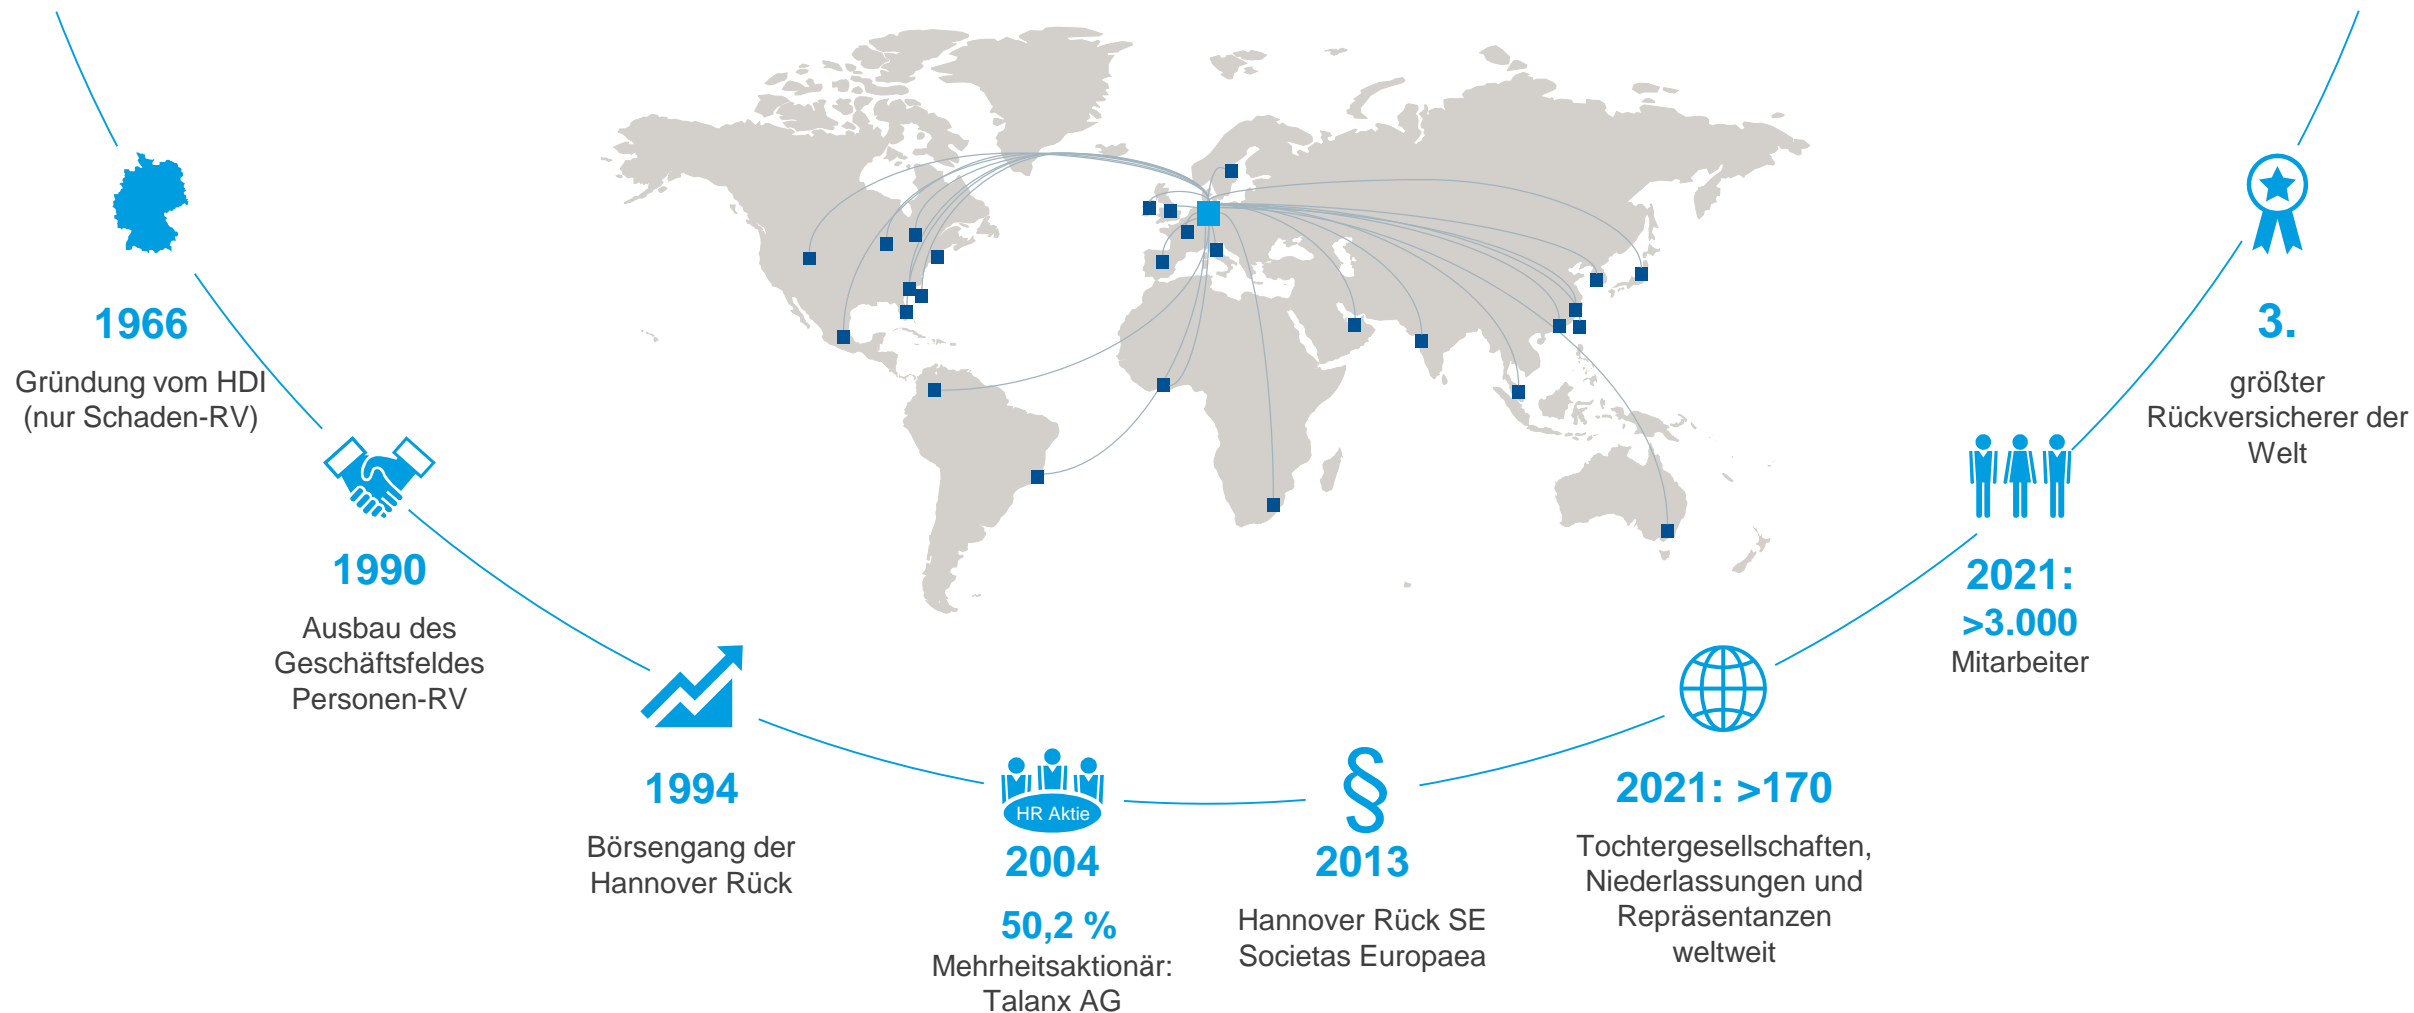 1966
Gründung vom HDI
(nur Schaden-RV)
1990
Ausbau des
Geschäftsfeldes
Personen-RV
1994
Börsengang der
Hannover Rück
HR Aktie
2004
50,2 %
Mehrheitsaktionär:
Talanx AG
§
2013
Hannover Rück SE
Societas Europaea
2021: >170
Tochtergesellschaften,
Niederlassungen und
Repräsentanzen
weltweit
2021:
>3.000
Mitarbeiter
3.
größter
Rückversicherer der
Welt